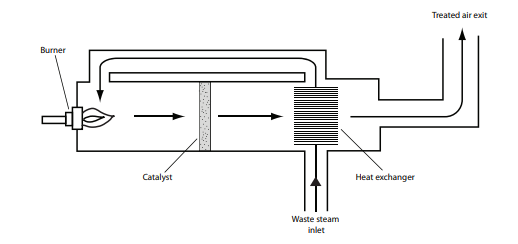 Treated air exit
Burner
Catalyst
Heat exchanger
Waste steam
inlet